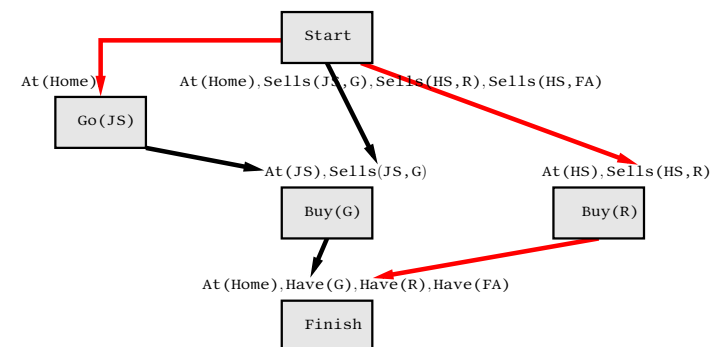 Start
At(Home)
At(Home),Sells(JS,G),Sells(HS,R),Sells(HS,FA)
Go(JS)
At(JS),Sells(JS,G)
At(HS),Sells(HS,R)
Buy(G)
Buy(R)
At(Home),Have(G),Have(R),Have(FA)
Finish